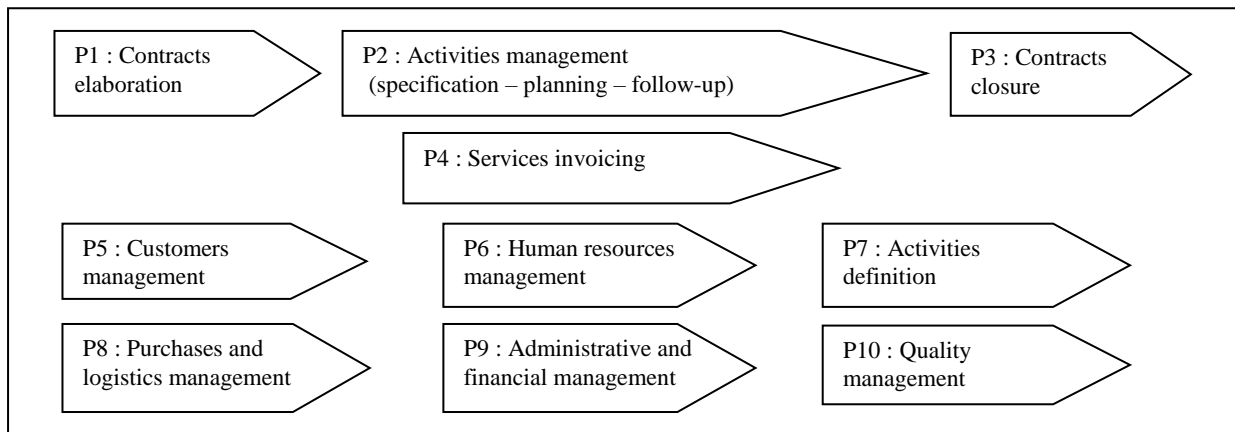 P1 : Contracts
elaboration
P2 : Activities management
(specification – planning – follow-up)
P3 : Contracts
closure
P4 : Services invoicing
P5 : Customers
management
P6 : Human resources
management
P7 : Activities
definition
P8 : Purchases and
logistics management
P9 : Administrative and
financial management
P10 : Quality
management